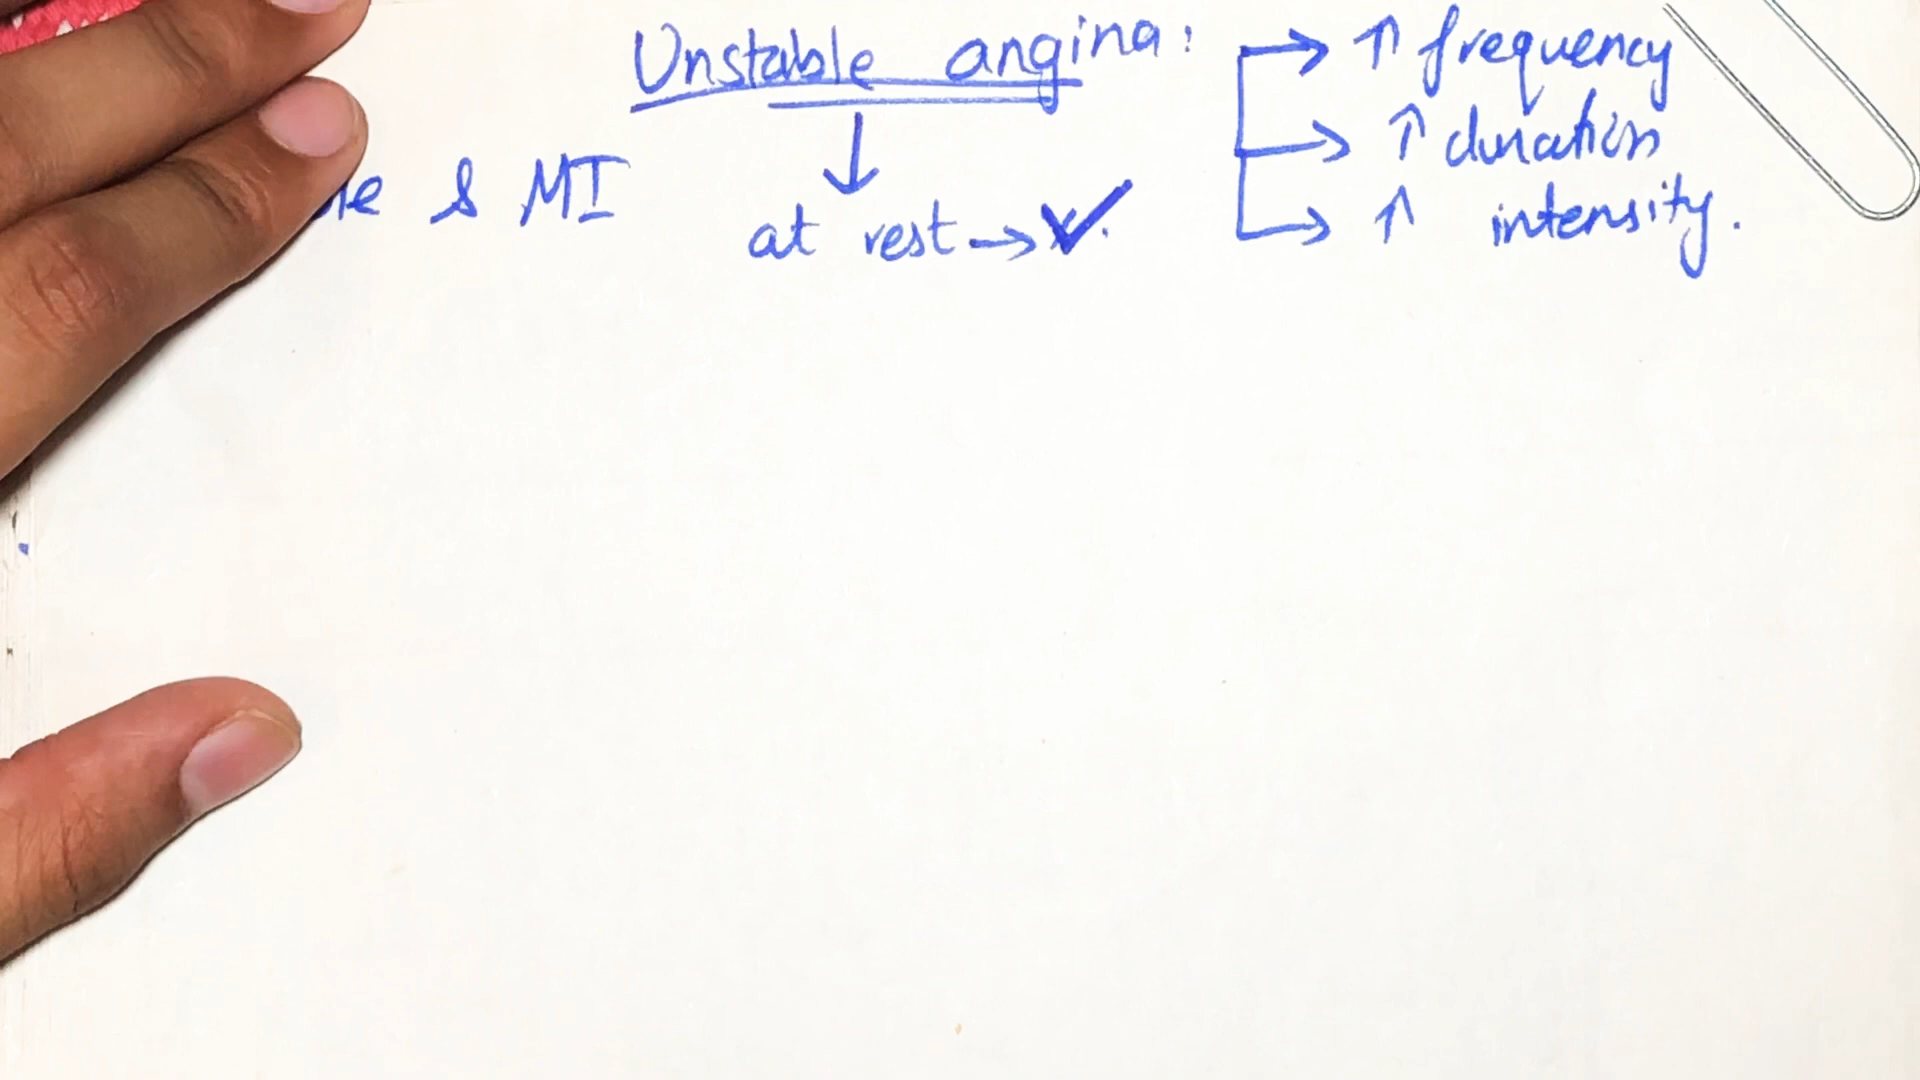 Unstable angina:
→ ↑ frequency
→ ↑ duration
→ ↑ intensity.
↓
at rest → ✓.
& MI